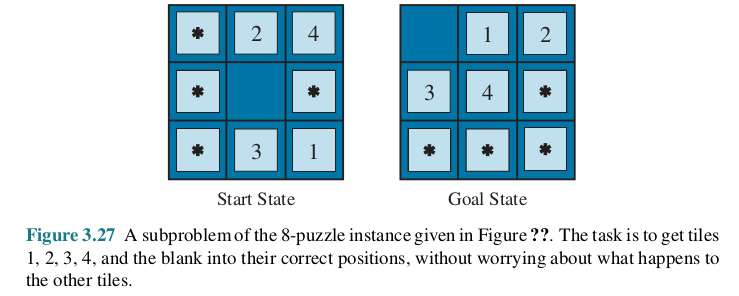 * 2 4 1 2
* * 3 4 *
* 3 1 * * *
Start State Goal State
Figure 3.27 A subproblem of the 8-puzzle instance given in Figure ??. The task is to get tiles
1, 2, 3, 4, and the blank into their correct positions, without worrying about what happens to
the other tiles.